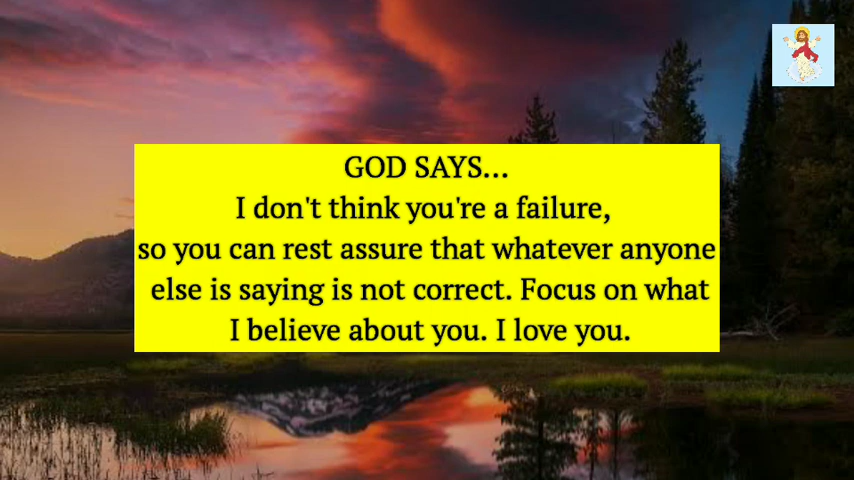 GOD SAYS...
I don't think you're a failure,
so you can rest assure that whatever anyone
else is saying is not correct. Focus on what
I believe about you. I love you.